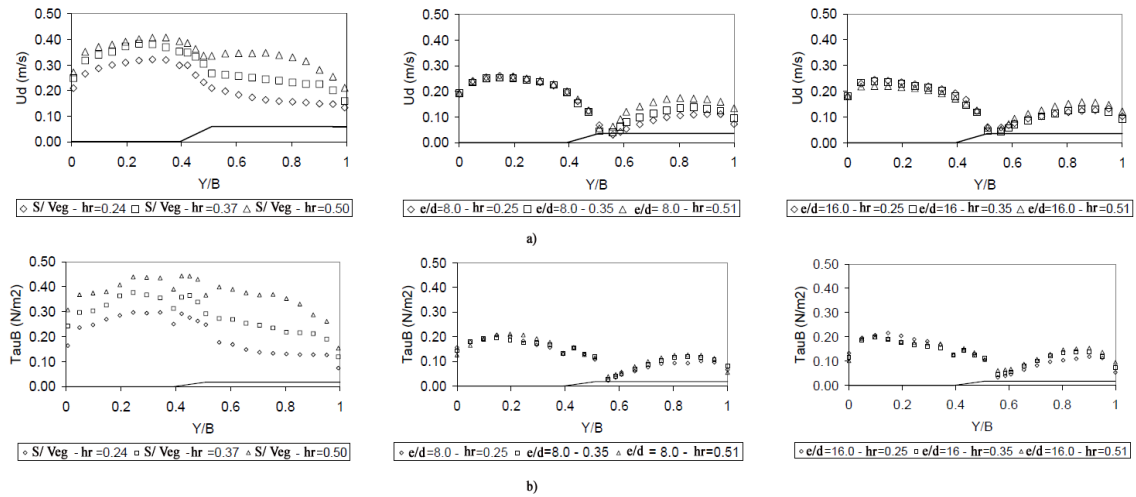 Ud (m/s)
0.50
0.40
0.30
0.20
0.10
0.00
0 0.2 0.4 0.6 0.8 1
Y/B
S/ Veg - hr=0.24 S/ Veg - hr=0.37 S/ Veg - hr=0.50
Ud (m/s)
0.50
0.40
0.30
0.20
0.10
0.00
0 0.2 0.4 0.6 0.8 1
Y/B
e/d=8.0 - hr=0.25 e/d=8.0 - 0.35 e/d= 8.0 - hr=0.51
Ud (m/s)
0.50
0.40
0.30
0.20
0.10
0.00
0 0.2 0.4 0.6 0.8 1
Y/B
e/d=16.0 - hr=0.25 e/d=16 - hr=0.35 e/d=16.0 - hr=0.51
a)
TauB (N/m2)
0.50
0.40
0.30
0.20
0.10
0.00
0 0.2 0.4 0.6 0.8 1
Y/B
S/ Veg - hr=0.24 S/ Veg -hr=0.37 S/ Veg - hr=0.50
TauB (N/m2)
0.50
0.40
0.30
0.20
0.10
0.00
0 0.2 0.4 0.6 0.8 1
Y/B
e/d=8.0 - hr=0.25 e/d=8.0 - 0.35 e/d = 8.0 - hr=0.51
TauB (N/m2)
0.50
0.40
0.30
0.20
0.10
0.00
0 0.2 0.4 0.6 0.8 1
Y/B
e/d=16.0 - hr=0.25 e/d=16 - hr=0.35 e/d=16.0 - hr=0.51
b)